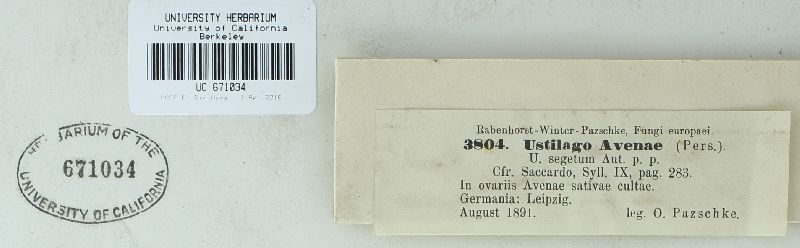 UNIVERSITY HERBARIUM
University of California
Berkeley
UC 671034
HERBARIUM OF THE
671034
UNIVERSITY OF CALIFORNIA
Rabenhorst-Winter-Pazschke, Fungi europaei.
3804. Ustilago Avenae (Pers.).
U. segetum Aut. p. p.
Cfr. Saccardo, Syll. IX, pag. 283.
In ovariis Avenae sativae cultae.
Germania: Leipzig.
August 1891. leg. O. Pazschke.